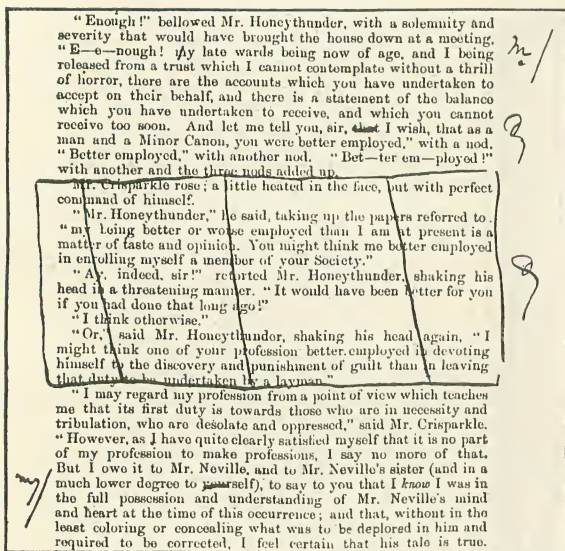 "Enough!" bellowed Mr. Honeythunder, with a solemnity and
severity that would have brought the house down at a meeting.
"E—e—nough! My late wards being now of age, and I being
released from a trust which I cannot contemplate without a thrill
of horror, there are the accounts which you have undertaken to
accept on their behalf, and there is a statement of the balance
which you have undertaken to receive, and which you cannot
receive too soon. And let me tell you, sir, that I wish, that as a
man and a Minor Canon, you were better employed," with a nod.
"Better employed," with another nod. "Bet—ter em—ployed!"
with another and the three nods added up.
Mr. Crisparkle rose; a little heated in the face, but with perfect
command of himself.
"Mr. Honeythunder," he said, taking up the papers referred to.
"my being better or worse employed than I am at present is a
matter of taste and opinion. You might think me better employed
in enrolling myself a member of your Society."
"Ay, indeed, sir!" retorted Mr. Honeythunder, shaking his
head in a threatening manner. "It would have been better for you
if you had done that long ago!"
"I think otherwise."
"Or," said Mr. Honeythunder, shaking his head again, "I
might think one of your profession better employed in devoting
himself to the discovery and punishment of guilt than in leaving
that duty to be undertaken by a layman."
"I may regard my profession from a point of view which teaches
me that its first duty is towards those who are in necessity and
tribulation, who are desolate and oppressed," said Mr. Crisparkle.
"However, as I have quite clearly satisfied myself that it is no part
of my profession to make professions, I say no more of that.
But I owe it to Mr. Neville, and to Mr. Neville's sister (and in a
much lower degree to yourself), to say to you that I know I was in
the full possession and understanding of Mr. Neville's mind
and heart at the time of this occurrence; and that, without in the
least coloring or concealing what was to be deplored in him and
required to be corrected, I feel certain that his tale is true.
my/